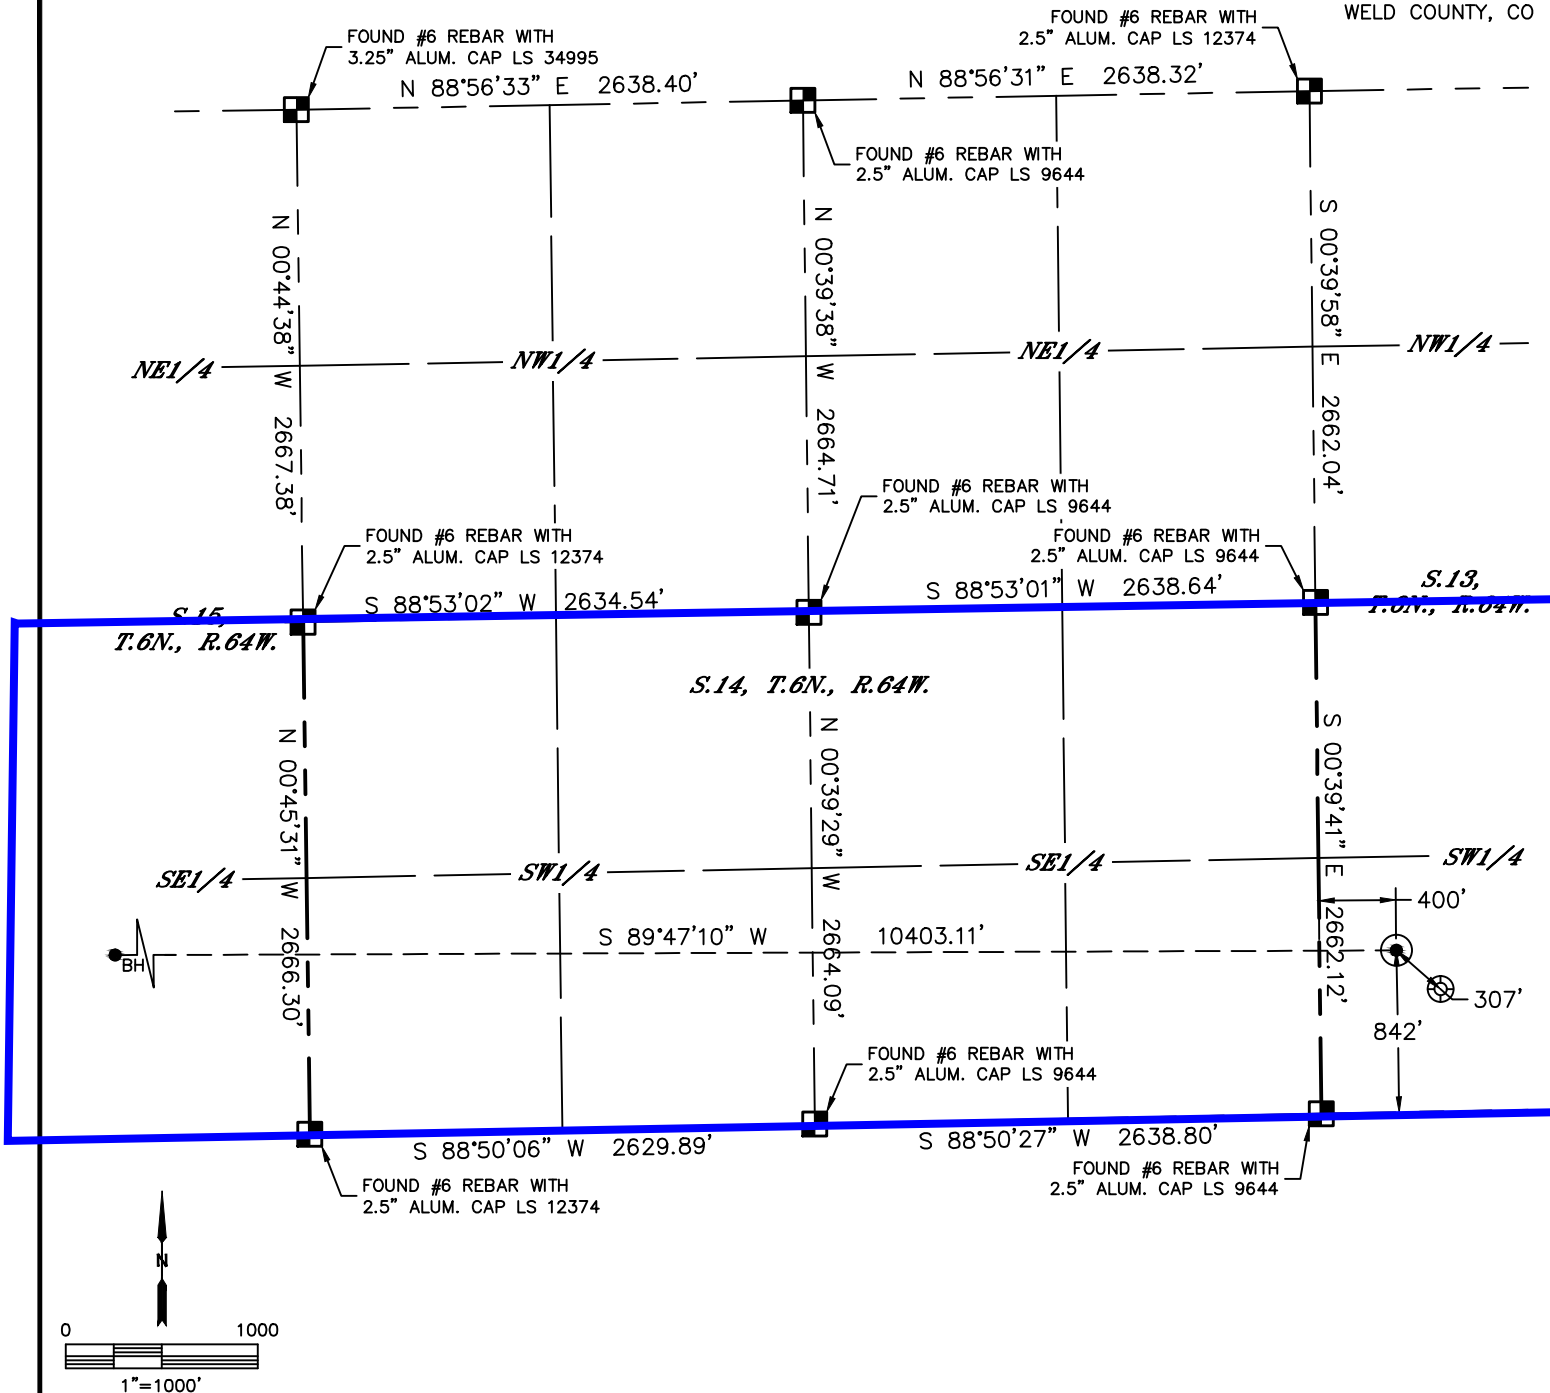 WELD COUNTY, CO
FOUND #6 REBAR WITH
3.25" ALUM. CAP LS 34995
FOUND #6 REBAR WITH
2.5" ALUM. CAP LS 12374
N 88°56'33" E 2638.40'
N 88°56'31" E 2638.32'
FOUND #6 REBAR WITH
2.5" ALUM. CAP LS 9644
N 00°44'38" W 2667.38'
N 00°39'38" W 2664.71'
S 00°39'58" E 2662.04'
NE1/4
NW1/4
NE1/4
NW1/4
FOUND #6 REBAR WITH
2.5" ALUM. CAP LS 9644
FOUND #6 REBAR WITH
2.5" ALUM. CAP LS 12374
FOUND #6 REBAR WITH
2.5" ALUM. CAP LS 9644
S 88°53'02" W 2634.54'
S 88°53'01" W 2638.64'
S.15,
T.6N., R.64W.
S.13,
T.6N., R.64W.
S.14, T.6N., R.64W.
N 00°45'31" W 2666.30'
N 00°39'29" W 2664.09'
S 00°39'41" E 2662.12'
SE1/4
SW1/4
SE1/4
SW1/4
400'
S 89°47'10" W 10403.11'
BH
307'
842'
FOUND #6 REBAR WITH
2.5" ALUM. CAP LS 9644
S 88°50'06" W 2629.89'
S 88°50'27" W 2638.80'
FOUND #6 REBAR WITH
2.5" ALUM. CAP LS 9644
FOUND #6 REBAR WITH
2.5" ALUM. CAP LS 12374
N
0 1000
1"=1000'